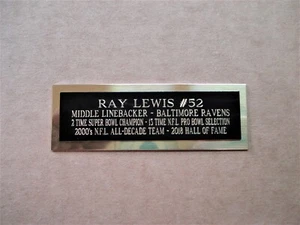 RAY LEWIS #52
MIDDLE LINEBACKER - BALTIMORE RAVENS
2 TIME SUPER BOWL CHAMPION - 13 TIME N.F.L. PRO BOWL SELECTION
2000's N.F.L. ALL-DECADE TEAM - 2018 HALL OF FAME